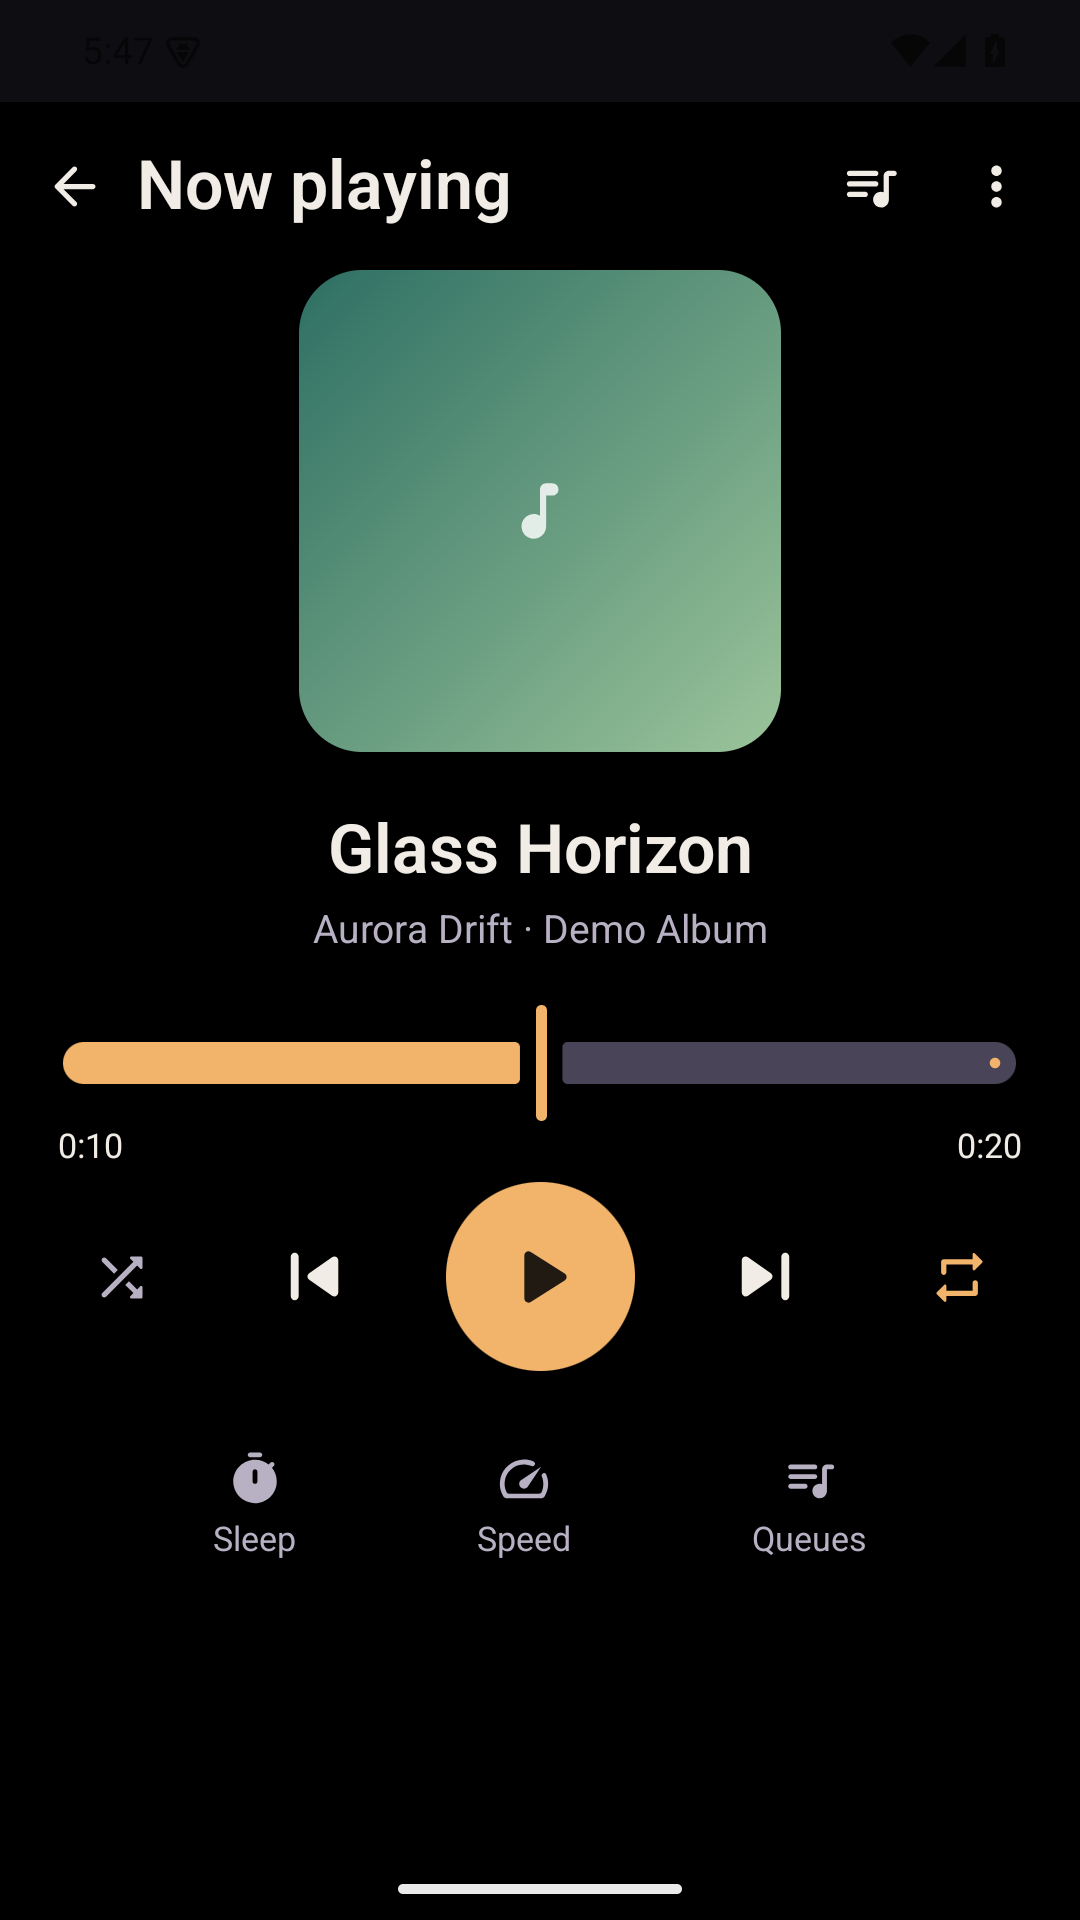 5:47
Now playing
Glass Horizon
Aurora Drift · Demo Album
0:10
0:20
Sleep
Speed
Queues